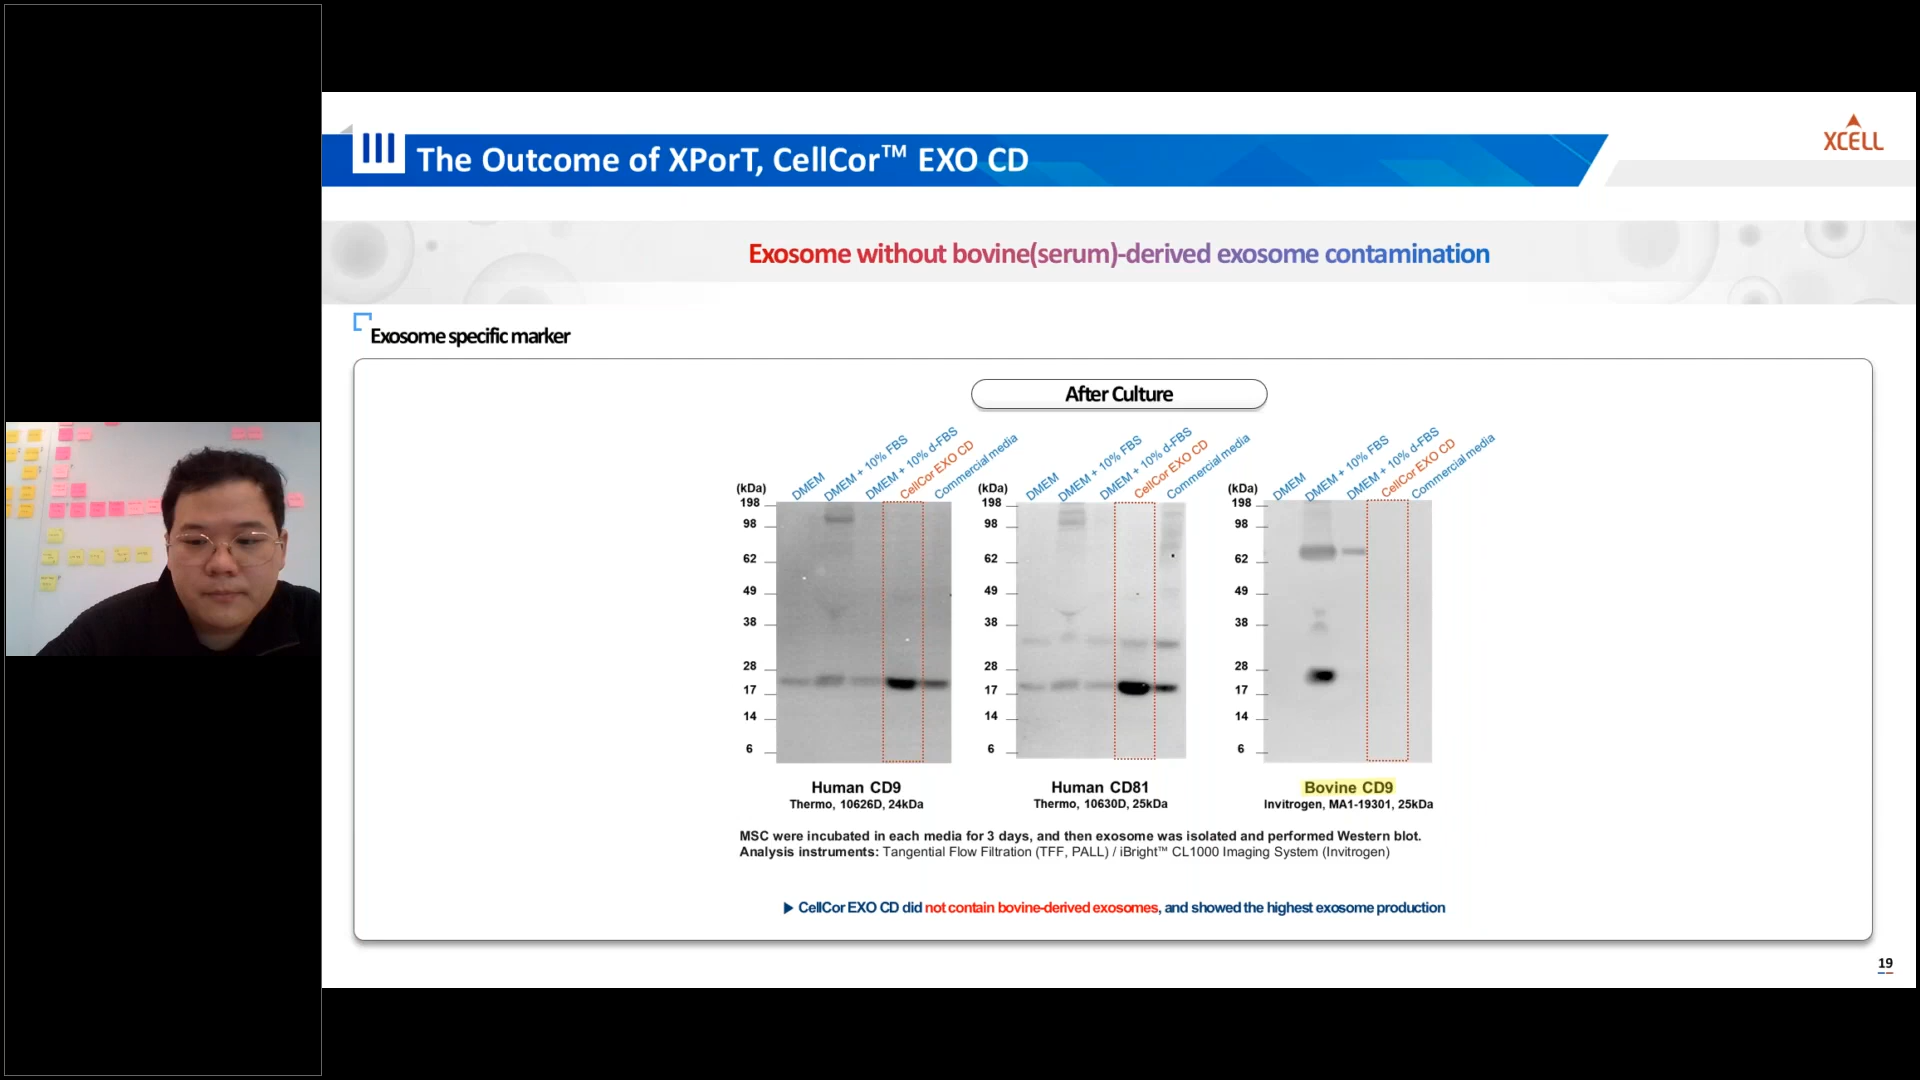 III The Outcome of XPorT, CellCor™ EXO CD
XCELL
Exosome without bovine(serum)-derived exosome contamination
Exosome specific marker
After Culture
DMEM
DMEM + 10% FBS
DMEM + 10% d-FBS
CellCor EXO CD
Commercial media
(kDa)
198
98
62
49
38
28
17
14
6
Human CD9
Thermo, 10626D, 24kDa
DMEM
DMEM + 10% FBS
DMEM + 10% d-FBS
CellCor EXO CD
Commercial media
(kDa)
198
98
62
49
38
28
17
14
6
Human CD81
Thermo, 10630D, 25kDa
DMEM
DMEM + 10% FBS
DMEM + 10% d-FBS
CellCor EXO CD
Commercial media
(kDa)
198
98
62
49
38
28
17
14
6
Bovine CD9
Invitrogen, MA1-19301, 25kDa
MSC were incubated in each media for 3 days, and then exosome was isolated and performed Western blot.
Analysis instruments: Tangential Flow Filtration (TFF, PALL) / iBright™ CL1000 Imaging System (Invitrogen)
▶ CellCor EXO CD did not contain bovine-derived exosomes, and showed the highest exosome production
19